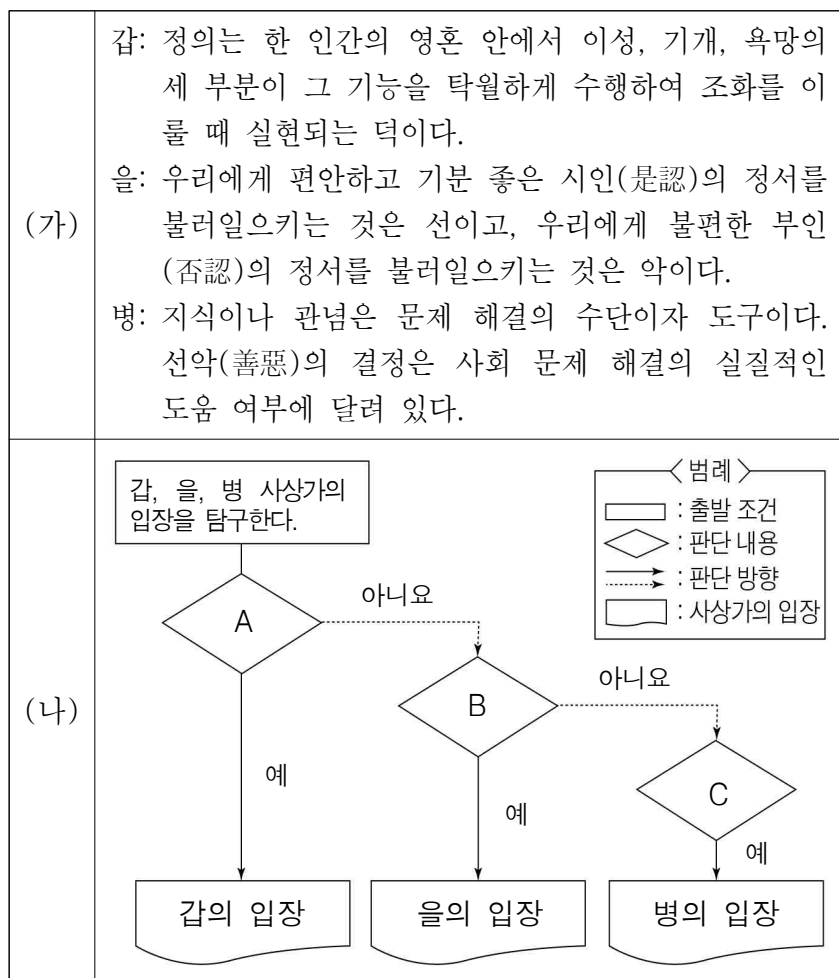 (가)
갑: 정의는 한 인간의 영혼 안에서 이성, 기개, 욕망의
세 부분이 그 기능을 탁월하게 수행하여 조화를 이
룰 때 실현되는 덕이다.
을: 우리에게 편안하고 기분 좋은 시인(是認)의 정서를
불러일으키는 것은 선이고, 우리에게 불편한 부인
(否認)의 정서를 불러일으키는 것은 악이다.
병: 지식이나 관념은 문제 해결의 수단이자 도구이다.
선악(善惡)의 결정은 사회 문제 해결의 실질적인
도움 여부에 달려 있다.
(나)
갑, 을, 병 사상가의
입장을 탐구한다.
<범례>
: 출발 조건
: 판단 내용
: 판단 방향
: 사상가의 입장
A
아니요
B
아니요
C
예
예
예
갑의 입장
을의 입장
병의 입장